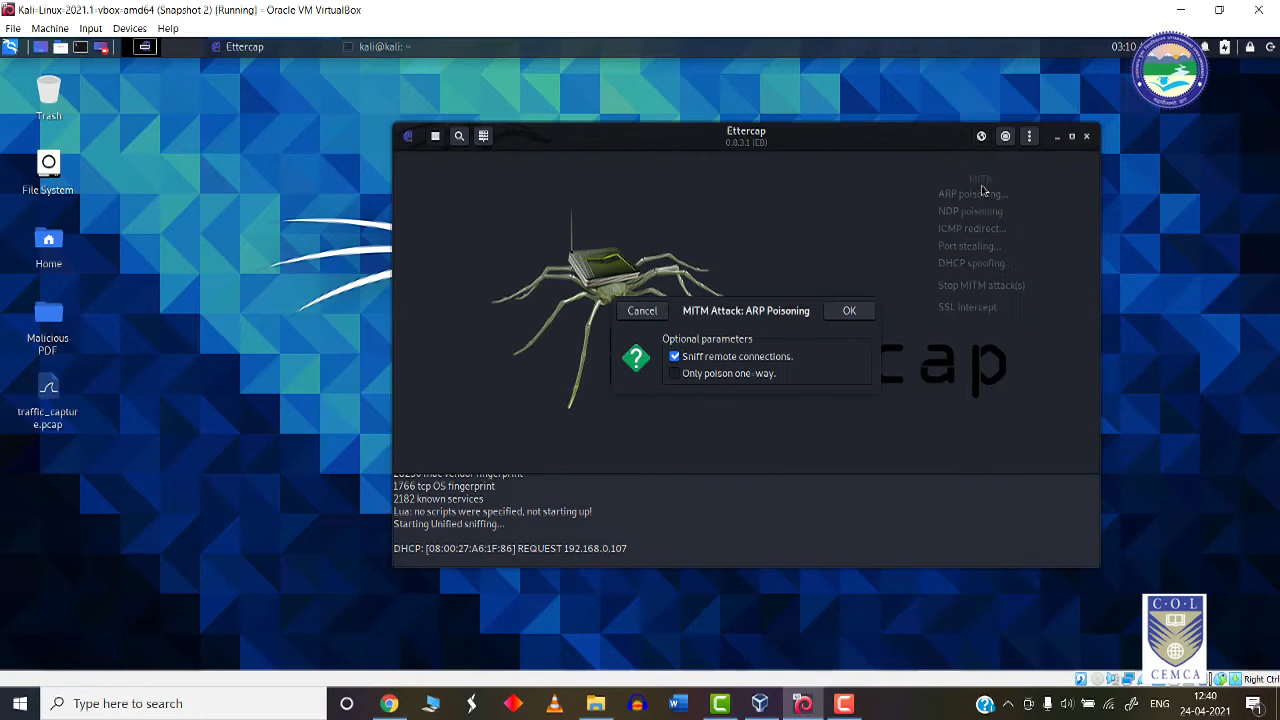 Kali-Linux-2021.1-vbox-amd64 (Snapshot 2) [Running] - Oracle VM VirtualBox
File Machine Input Devices Help
Ettercap
kali@kali: ~
03:10
Trash
File System
Home
Malicious
PDF
traffic_captur
e.pcap
Ettercap
0.8.3.1 (EB)
MITM
ARP poisoning...
NDP poisoning
ICMP redirect...
Port stealing...
DHCP spoofing...
Stop MITM attack(s)
SSL Intercept
Cancel
MITM Attack: ARP Poisoning
OK
Optional parameters
Sniff remote connections.
Only poison one-way.
cap
1766 tcp OS fingerprint
2182 known services
Lua: no scripts were specified, not starting up!
Starting Unified sniffing...
DHCP: [08:00:27:A6:1F:86] REQUEST 192.168.0.107
C·O·L
CEMCA
Right Ctrl
Type here to search
ENG
12:40
24-04-2021